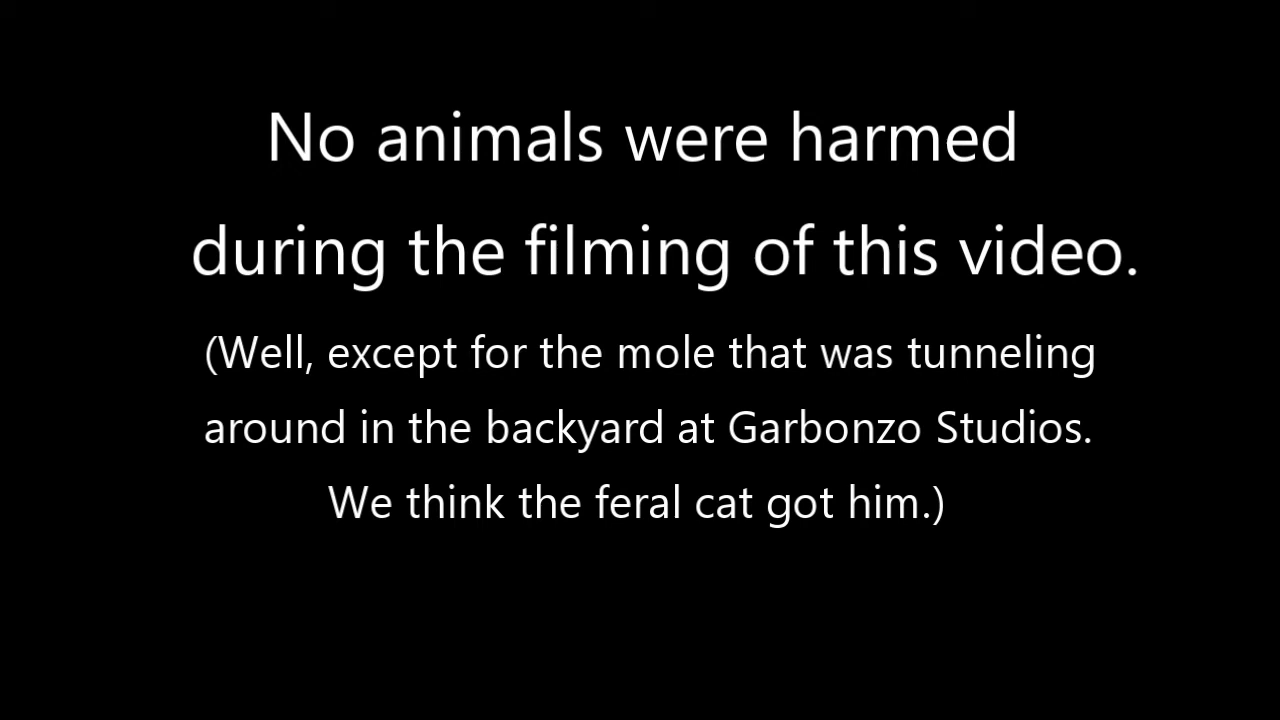 No animals were harmed
during the filming of this video.
(Well, except for the mole that was tunneling
around in the backyard at Garbonzo Studios.
We think the feral cat got him.)